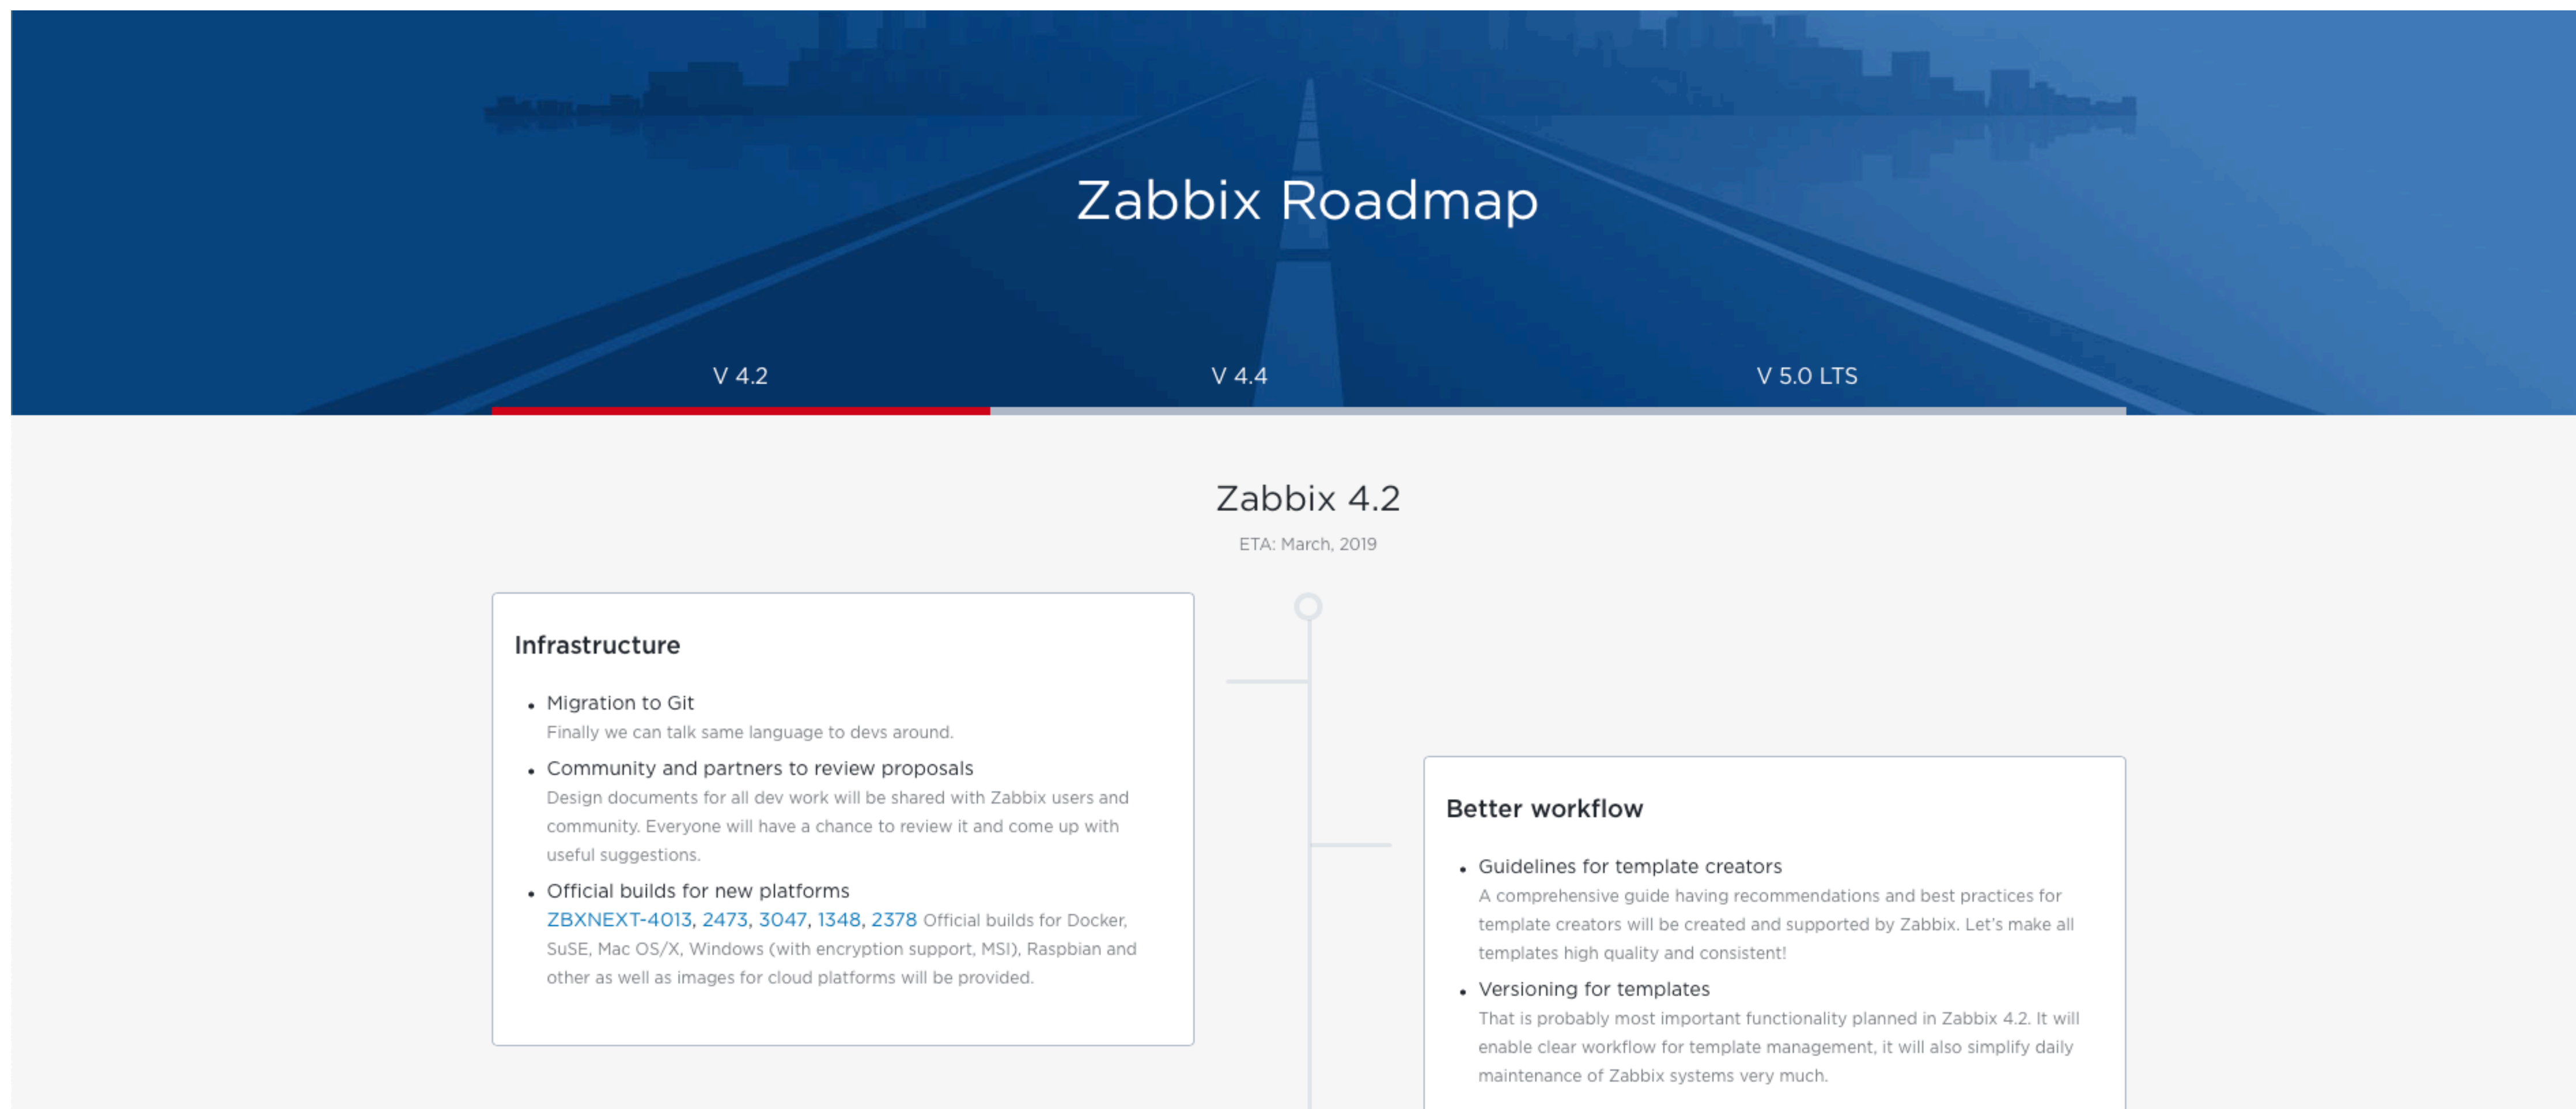 Zabbix Roadmap
V 4.2
V 4.4
V 5.0 LTS
Zabbix 4.2
ETA: March, 2019
Infrastructure
• Migration to Git
Finally we can talk same language to devs around.
• Community and partners to review proposals
Design documents for all dev work will be shared with Zabbix users and
community. Everyone will have a chance to review it and come up with
useful suggestions.
• Official builds for new platforms
ZBXNEXT-4013, 2473, 3047, 1348, 2378 Official builds for Docker,
SuSE, Mac OS/X, Windows (with encryption support, MSI), Raspbian and
other as well as images for cloud platforms will be provided.
Better workflow
• Guidelines for template creators
A comprehensive guide having recommendations and best practices for
template creators will be created and supported by Zabbix. Let's make all
templates high quality and consistent!
• Versioning for templates
That is probably most important functionality planned in Zabbix 4.2. It will
enable clear workflow for template management, it will also simplify daily
maintenance of Zabbix systems very much.